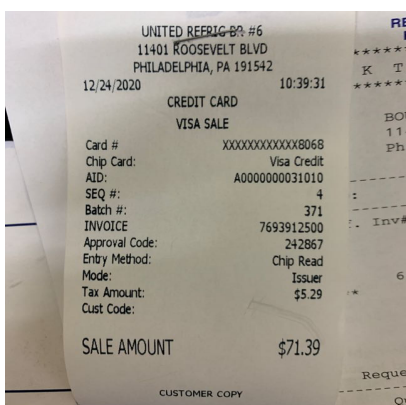 UNITED REFRIG BR #6
11401 ROOSEVELT BLVD
PHILADELPHIA, PA 191542
12/24/2020 10:39:31
CREDIT CARD
VISA SALE
Card # XXXXXXXXXXXX8068
Chip Card: Visa Credit
AID: A0000000031010
SEQ #: 4
Batch #: 371
INVOICE 7693912500
Approval Code: 242867
Entry Method: Chip Read
Mode: Issuer
Tax Amount: $5.29
Cust Code:
SALE AMOUNT $71.39
CUSTOMER COPY
RE
*****
K T
*****
BO
11
Ph
:
. Inv#
6
*
Reque